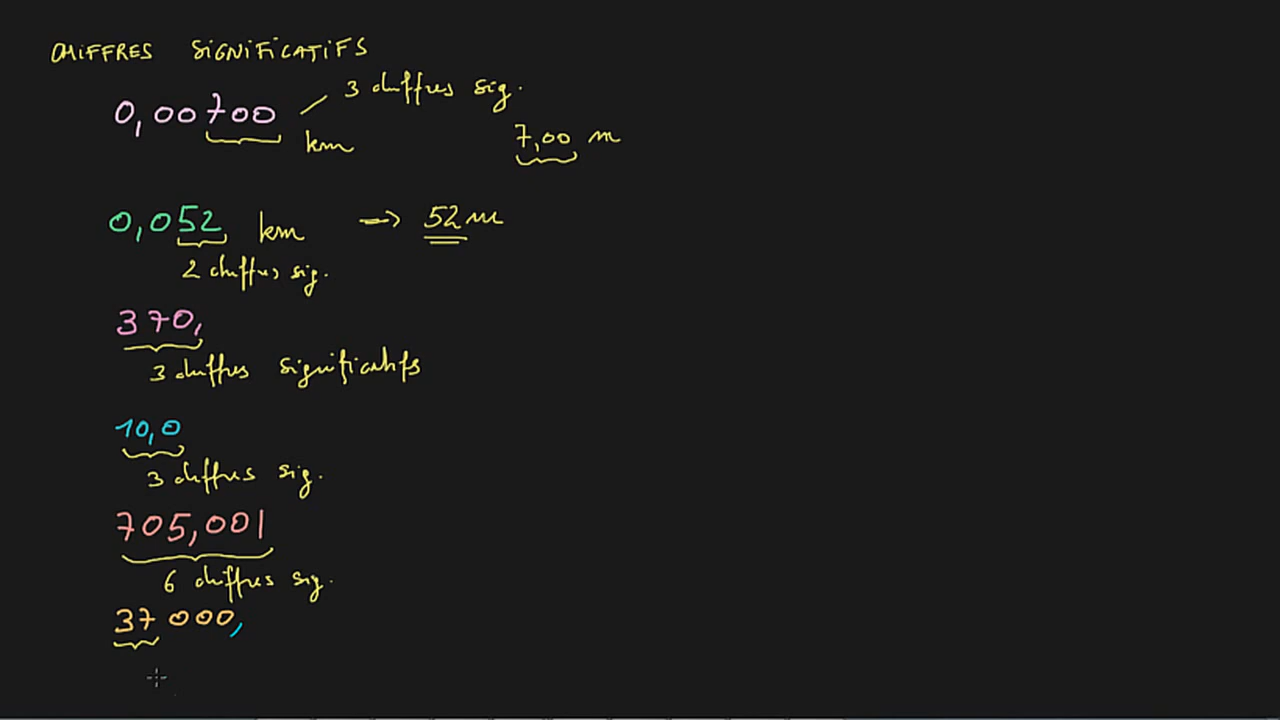 CHIFFRES SIGNIFICATIFS
0,00700 km 3 chiffres sig.
7,00 m
0,052 km => 52 m
2 chiffres sig.
370,
3 chiffres significatifs
10,0
3 chiffres sig.
705,001
6 chiffres sig.
37 000,